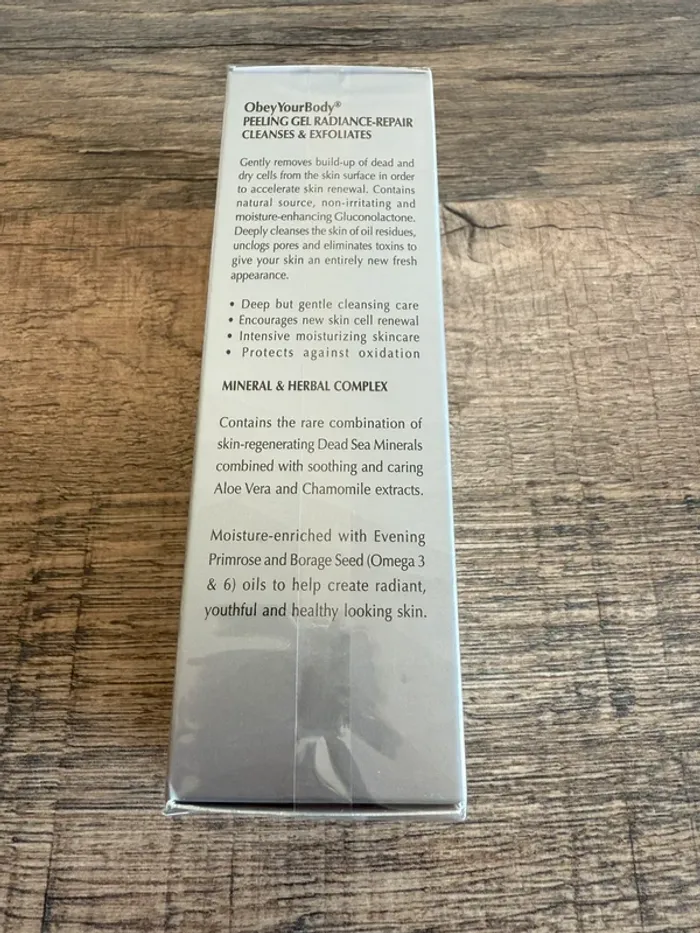 ObeyYourBody®
PEELING GEL RADIANCE-REPAIR
CLEANSES & EXFOLIATES
Gently removes build-up of dead and
dry cells from the skin surface in order
to accelerate skin renewal. Contains
natural source, non-irritating and
moisture-enhancing Gluconolactone.
Deeply cleanses the skin of oil residues,
unclogs pores and eliminates toxins to
give your skin an entirely new fresh
appearance.
• Deep but gentle cleansing care
• Encourages new skin cell renewal
• Intensive moisturizing skincare
• Protects against oxidation
MINERAL & HERBAL COMPLEX
Contains the rare combination of
skin-regenerating Dead Sea Minerals
combined with soothing and caring
Aloe Vera and Chamomile extracts.
Moisture-enriched with Evening
Primrose and Borage Seed (Omega 3
& 6) oils to help create radiant,
youthful and healthy looking skin.